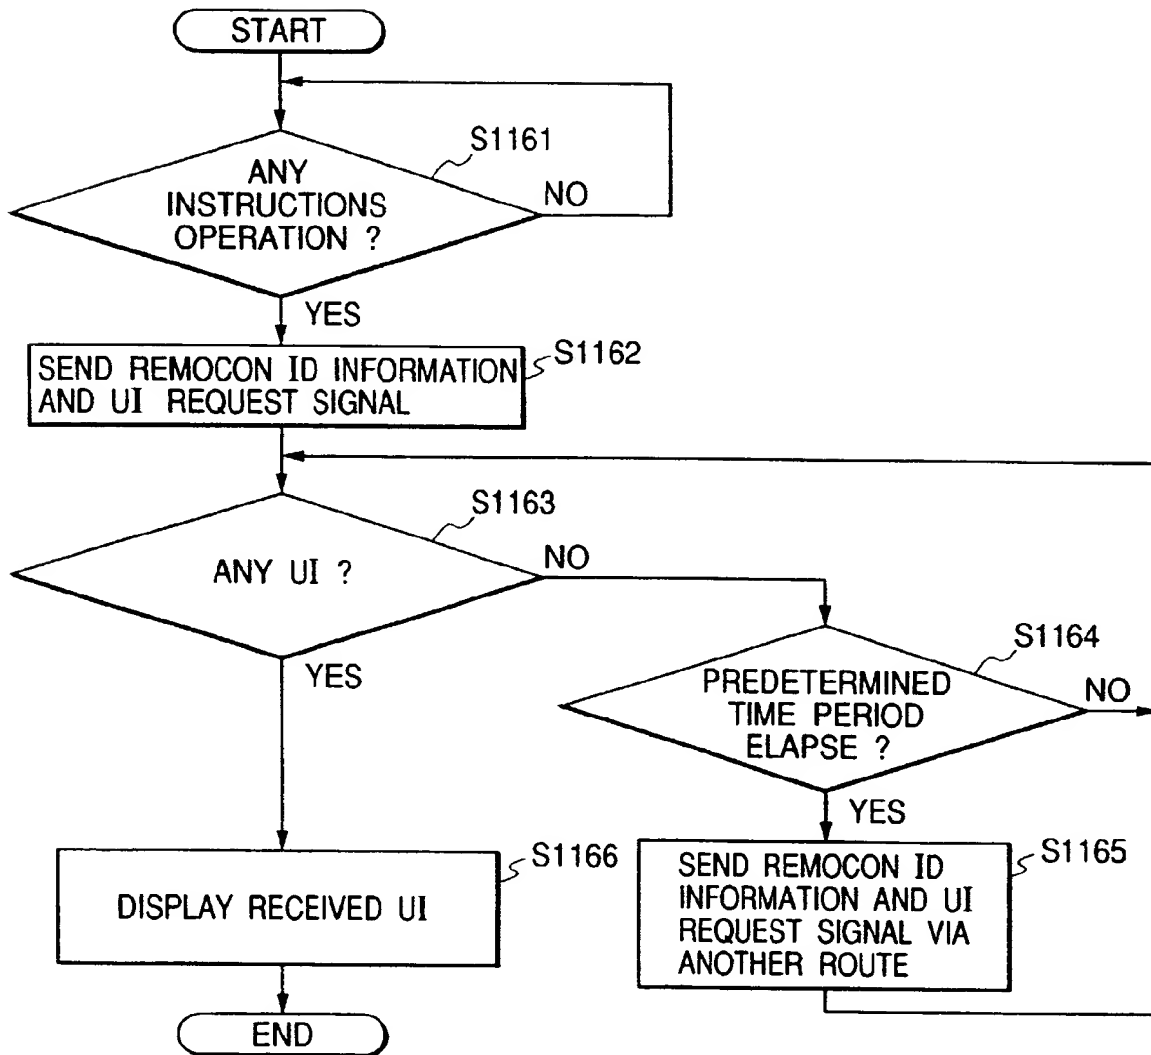 START
S1161
ANY
INSTRUCTIONS
OPERATION ?
NO
YES
S1162
SEND REMOCON ID INFORMATION
AND UI REQUEST SIGNAL
S1163
ANY UI ?
NO
YES
S1164
PREDETERMINED
TIME PERIOD
ELAPSE ?
NO
YES
S1165
SEND REMOCON ID
INFORMATION AND UI
REQUEST SIGNAL VIA
ANOTHER ROUTE
S1166
DISPLAY RECEIVED UI
END